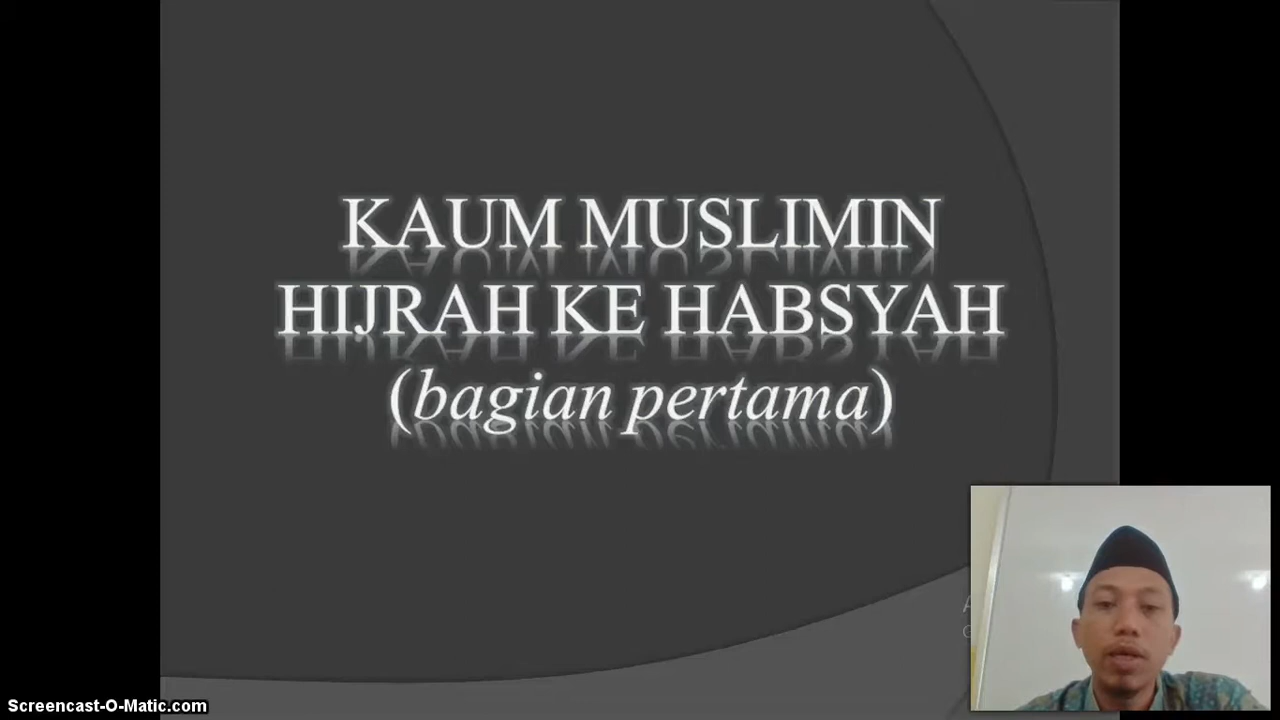 KAUM MUSLIMIN
HIJRAH KE HABSYAH
(bagian pertama)
Screencast-O-Matic.com